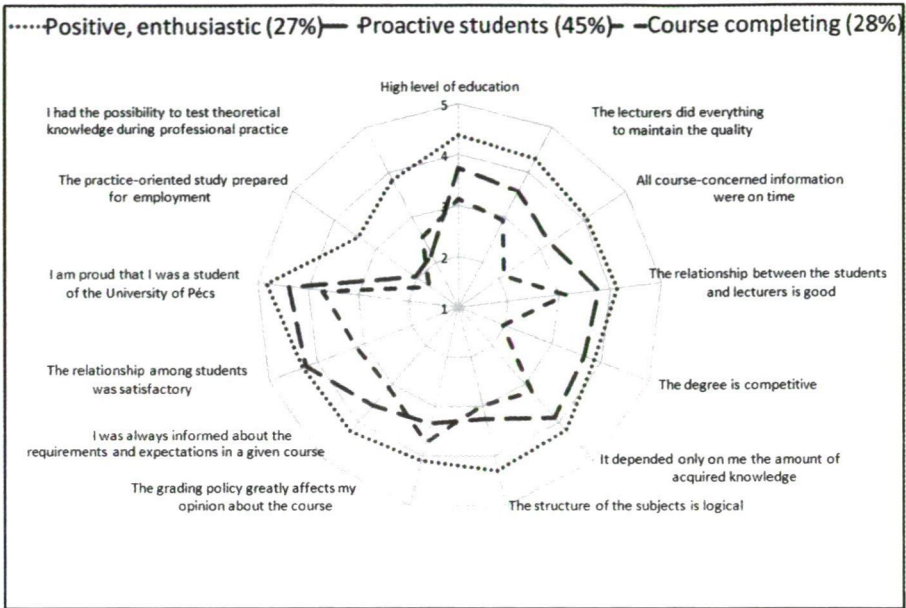 Positive, enthusiastic (27%) Proactive students (45%) Course completing (28%)
High level of education
5
I had the possibility to test theoretical
knowledge during professional practice
The lecturers did everything
to maintain the quality
4
The practice-oriented study prepared
for employment
All course-concerned information
were on time
3
2
I am proud that I was a student
of the University of Pécs
The relationship between the students
and lecturers is good
1
The relationship among students
was satisfactory
The degree is competitive
I was always informed about the
requirements and expectations in a given course
It depended only on me the amount of
acquired knowledge
The grading policy greatly affects my
opinion about the course
The structure of the subjects is logical